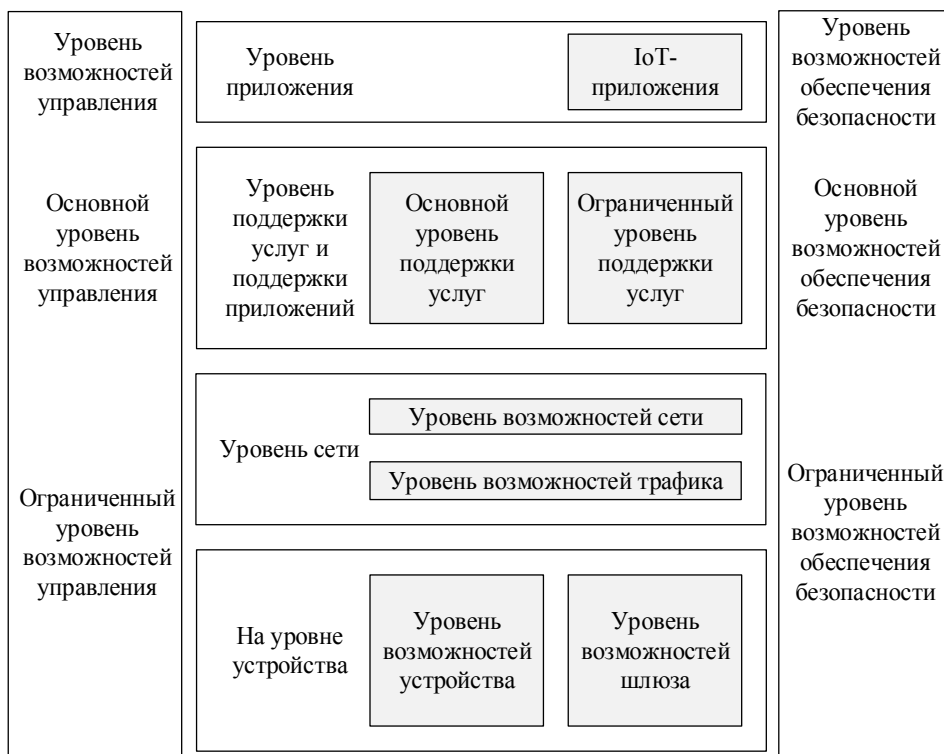 Уровень
возможностей
управления
Основной
уровень
возможностей
управления
Ограниченный
уровень
возможностей
управления
Уровень
приложения
IoT-
приложения
Уровень
поддержки
услуг и
поддержки
приложений
Основной
уровень
поддержки
услуг
Ограниченный
уровень
поддержки
услуг
Уровень сети
Уровень возможностей сети
Уровень возможностей трафика
На уровне
устройства
Уровень
возможностей
устройства
Уровень
возможностей
шлюза
Уровень
возможностей
обеспечения
безопасности
Основной
уровень
возможностей
обеспечения
безопасности
Ограниченный
уровень
возможностей
обеспечения
безопасности